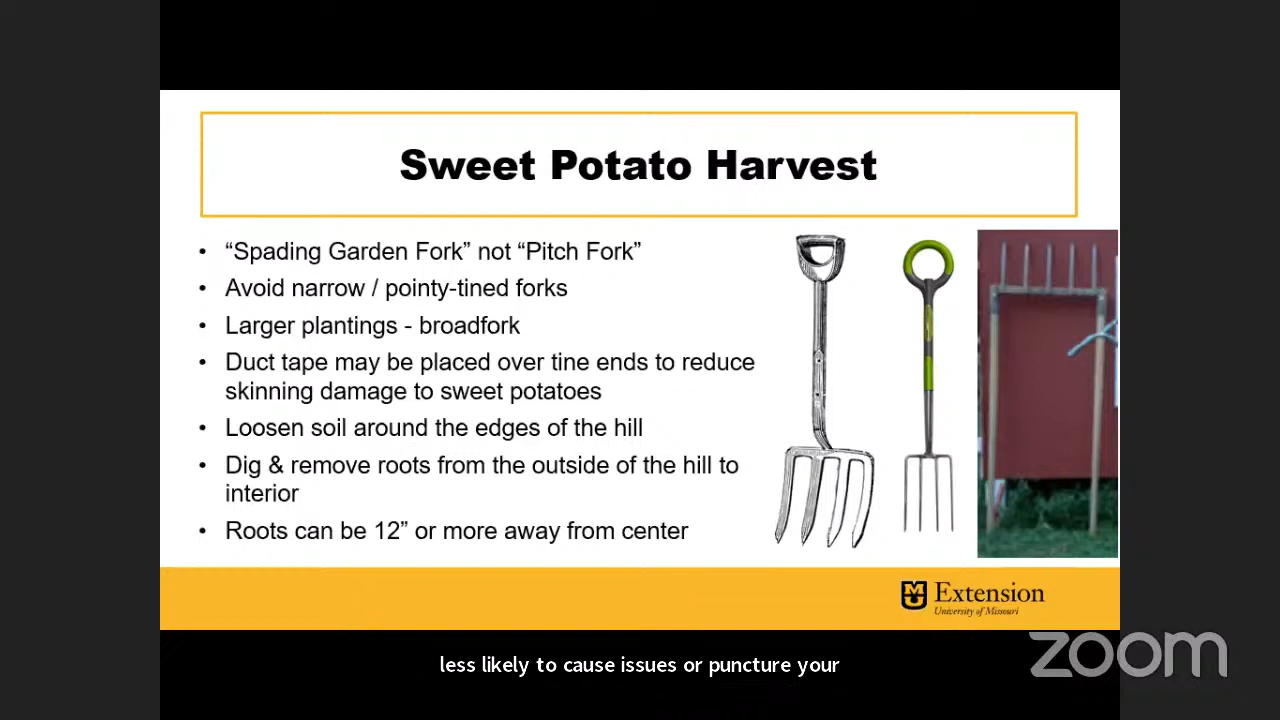 Sweet Potato Harvest
• “Spading Garden Fork” not “Pitch Fork”
• Avoid narrow / pointy-tined forks
• Larger plantings - broadfork
• Duct tape may be placed over tine ends to reduce
skinning damage to sweet potatoes
• Loosen soil around the edges of the hill
• Dig & remove roots from the outside of the hill to
interior
• Roots can be 12” or more away from center
MU Extension
University of Missouri
less likely to cause issues or puncture your
zoom